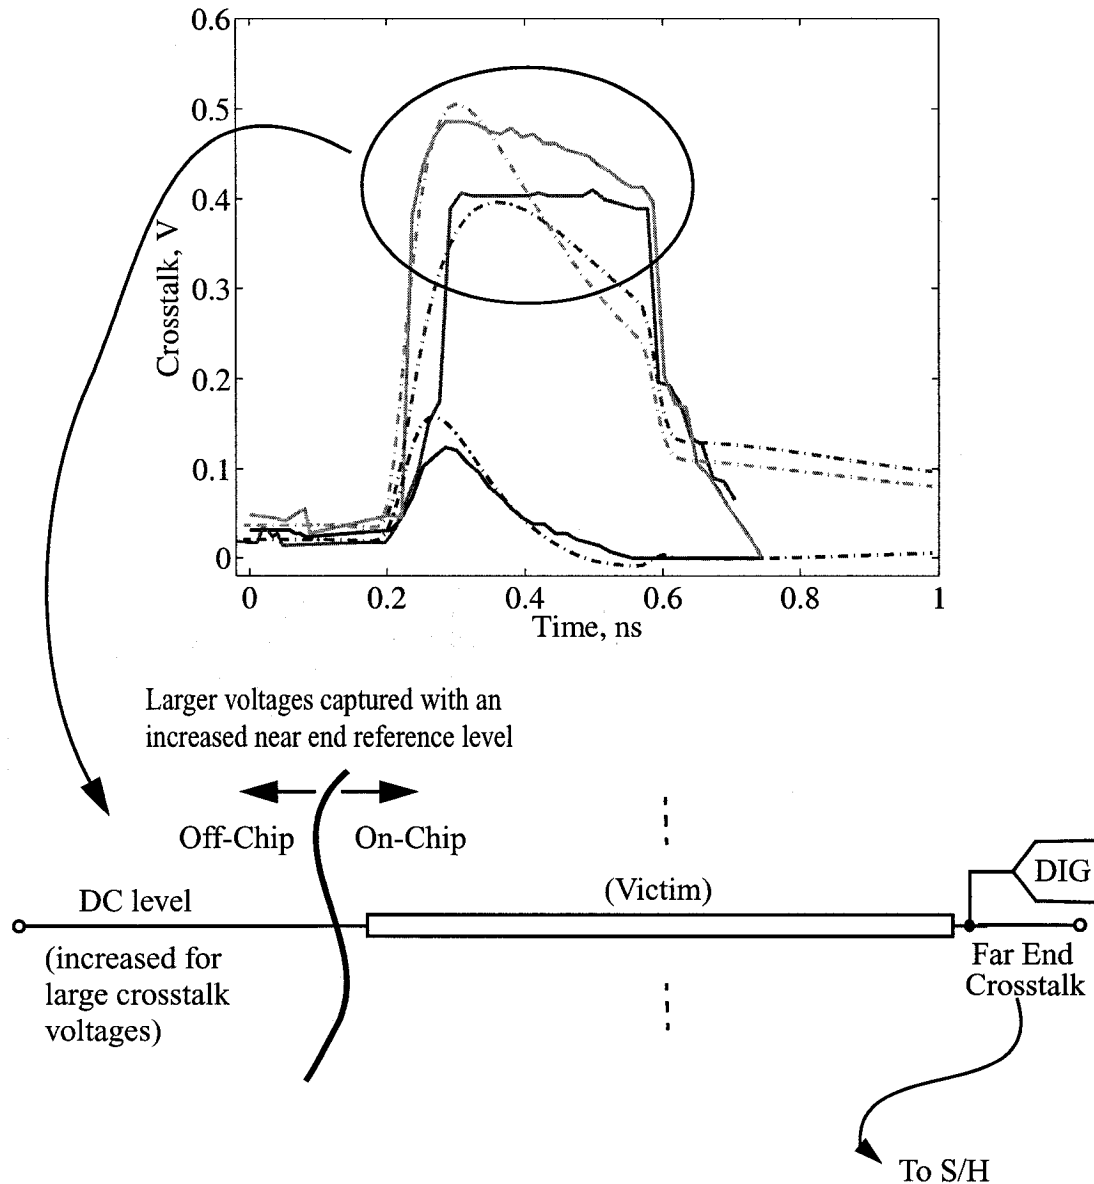 0.6
0.5
0.4
0.3
0.2
0.1
0
Crosstalk, V
0 0.2 0.4 0.6 0.8 1
Time, ns
Larger voltages captured with an
increased near end reference level
Off-Chip On-Chip
DC level
(increased for
large crosstalk
voltages)
(Victim)
DIG
Far End
Crosstalk
To S/H